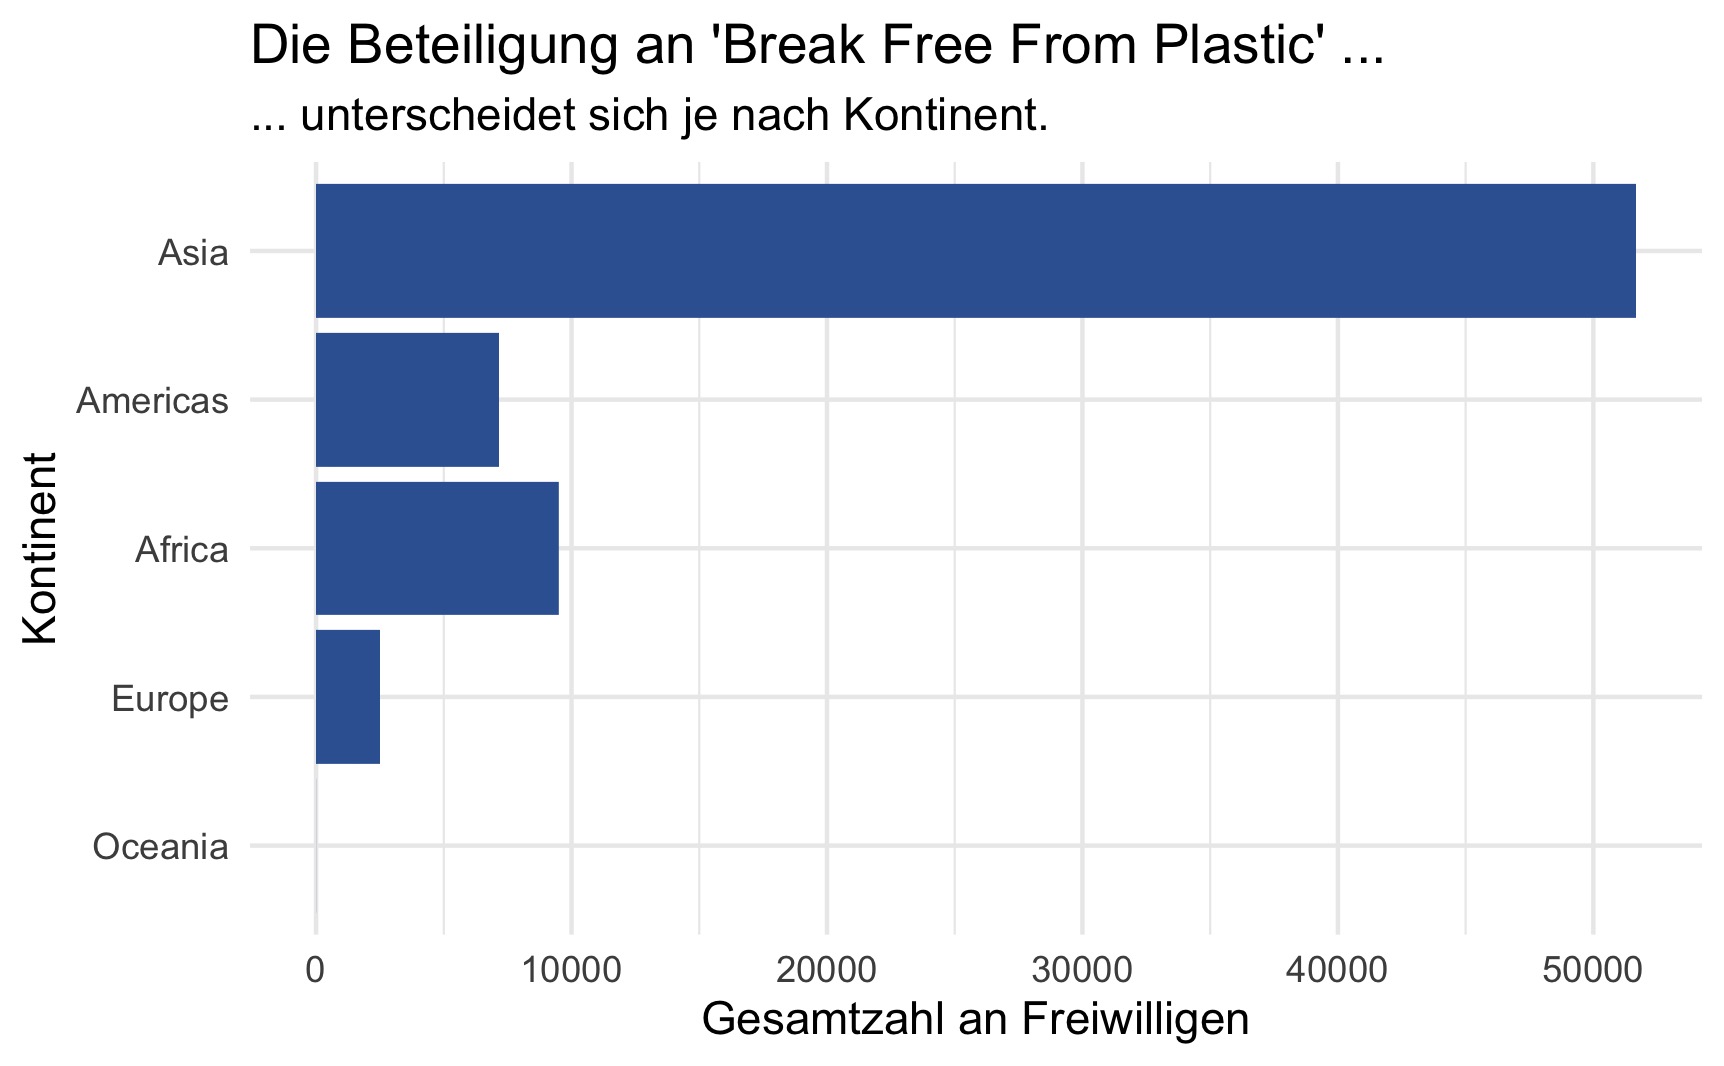 Die Beteiligung an 'Break Free From Plastic' ...
... unterscheidet sich je nach Kontinent.
Kontinent
Asia
Americas
Africa
Europe
Oceania
0 10000 20000 30000 40000 50000
Gesamtzahl an Freiwilligen